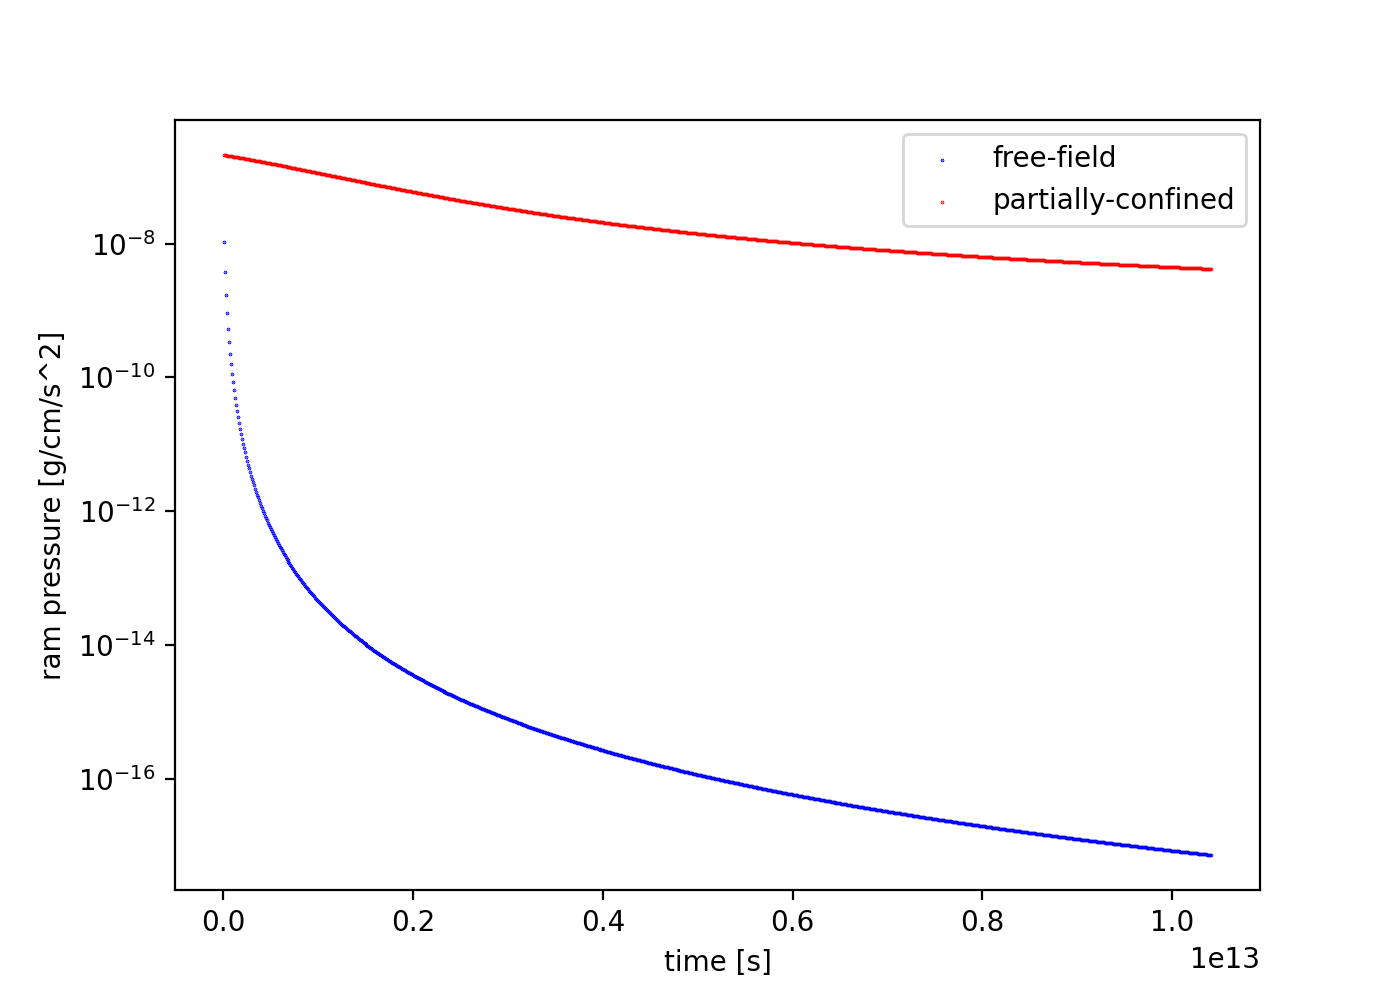 free-field
partially-confined
10⁻⁸
10⁻¹⁰
10⁻¹²
10⁻¹⁴
10⁻¹⁶
ram pressure [g/cm/s^2]
0.0 0.2 0.4 0.6 0.8 1.0
time [s]
1e13